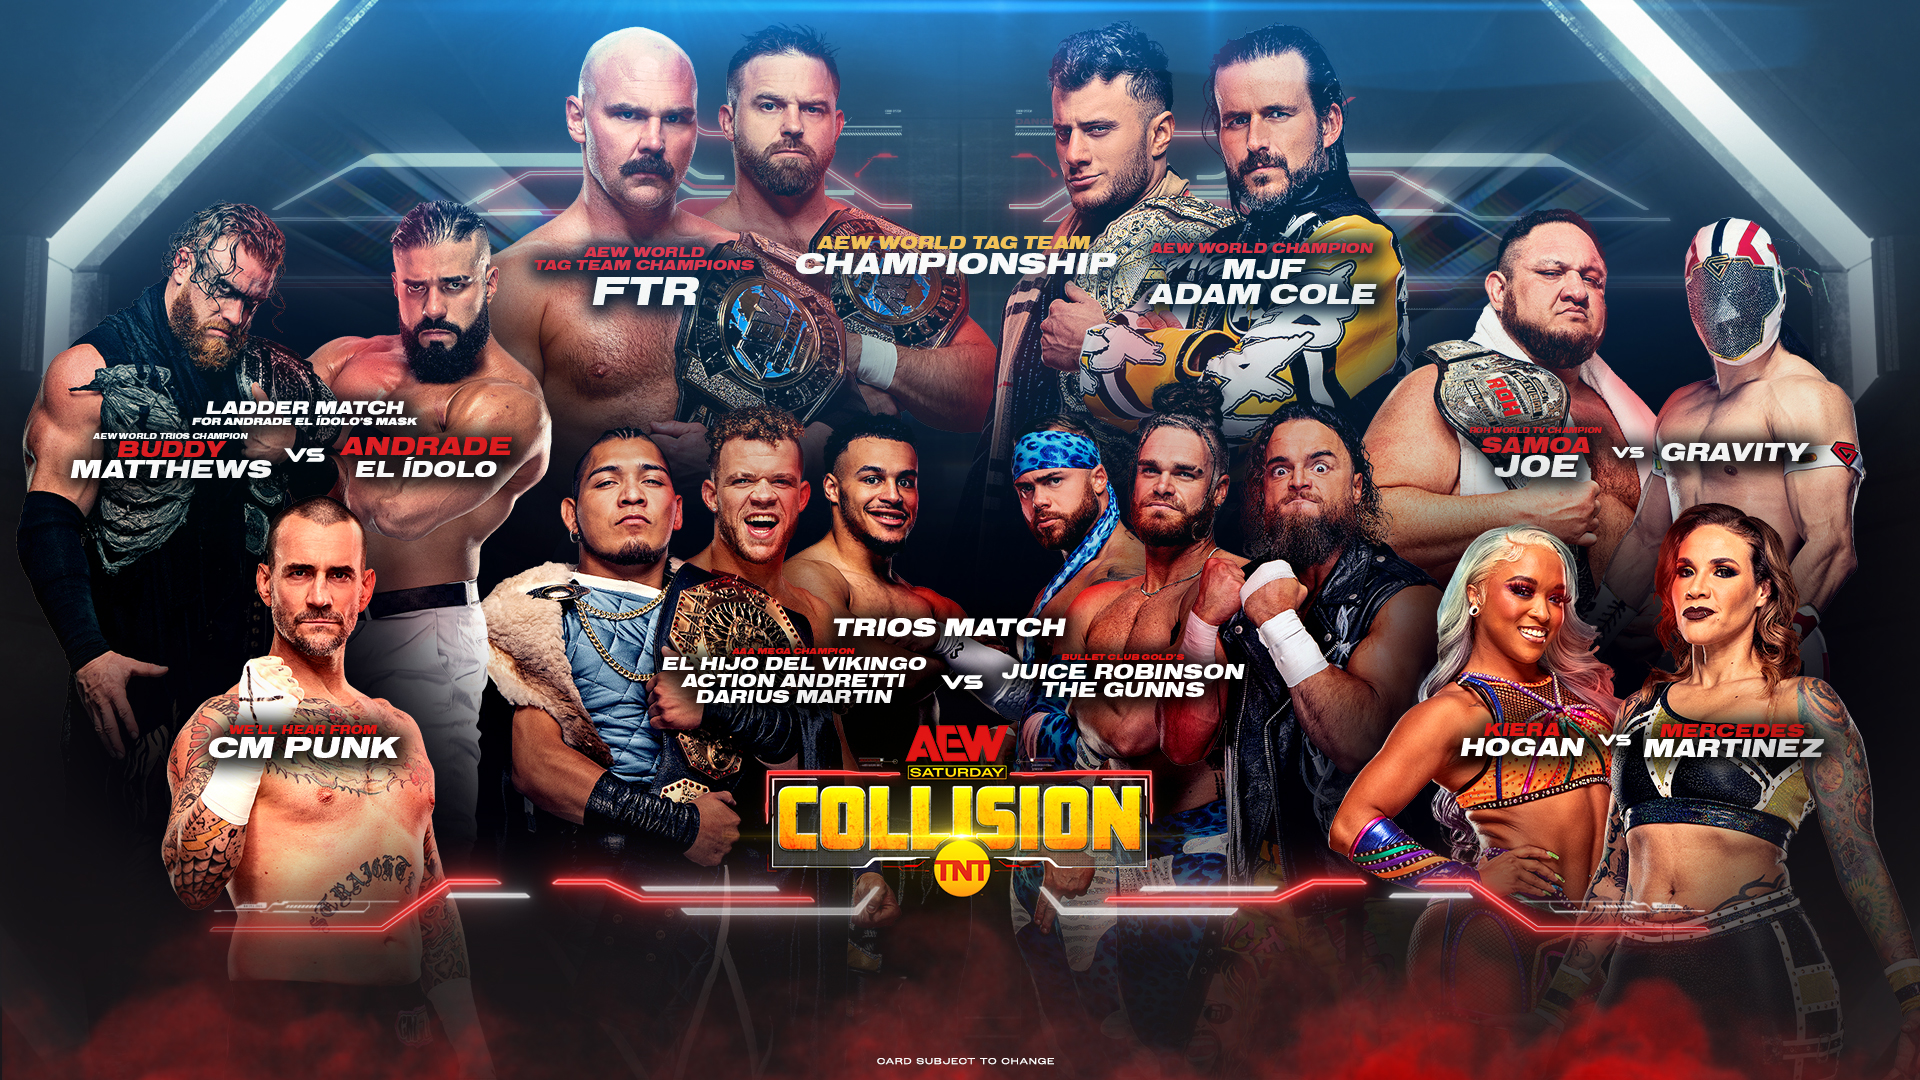 AEW WORLD
TAG TEAM CHAMPIONS
FTR
AEW WORLD TAG TEAM
CHAMPIONSHIP
AEW WORLD CHAMPION
MJF
ADAM COLE
LADDER MATCH
FOR ANDRADE EL ÍDOLO'S MASK
AEW WORLD TRIOS CHAMPION
BUDDY
MATTHEWS
VS
ANDRADE
EL ÍDOLO
ROH
ROH WORLD TV CHAMPION
SAMOA
JOE
VS
GRAVITY
TRIOS MATCH
AAA MEGA CHAMPION
EL HIJO DEL VIKINGO
ACTION ANDRETTI
DARIUS MARTIN
VS
BULLET CLUB GOLD'S
JUICE ROBINSON
THE GUNNS
WE'LL HEAR FROM
CM PUNK
KIERA
HOGAN
VS
MERCEDES
MARTINEZ
AEW
SATURDAY
COLLISION
TNT
CARD SUBJECT TO CHANGE